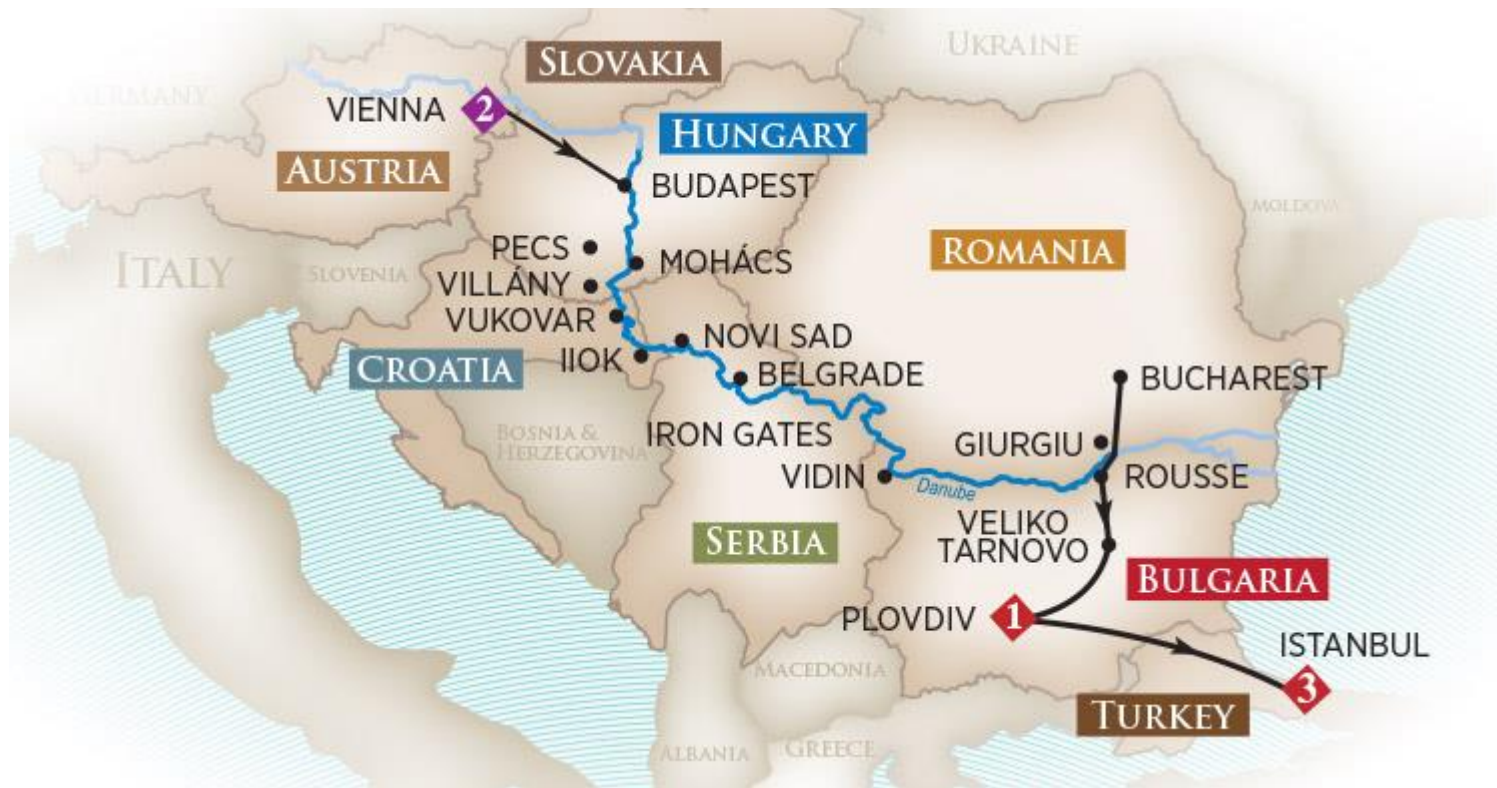 UKRAINE
SLOVAKIA
GERMANY
VIENNA
2
HUNGARY
AUSTRIA
BUDAPEST
MOLDOVA
ITALY
SLOVENIA
PECS
MOHÁCS
ROMANIA
VILLÁNY
VUKOVAR
NOVI SAD
CROATIA
IIOK
BELGRADE
BUCHAREST
BOSNIA &
HERZEGOVINA
IRON GATES
GIURGIU
VIDIN
Danube
ROUSSE
SERBIA
VELIKO
TARNOVO
BULGARIA
PLOVDIV
1
ISTANBUL
3
MACEDONIA
TURKEY
ALBANIA
GREECE